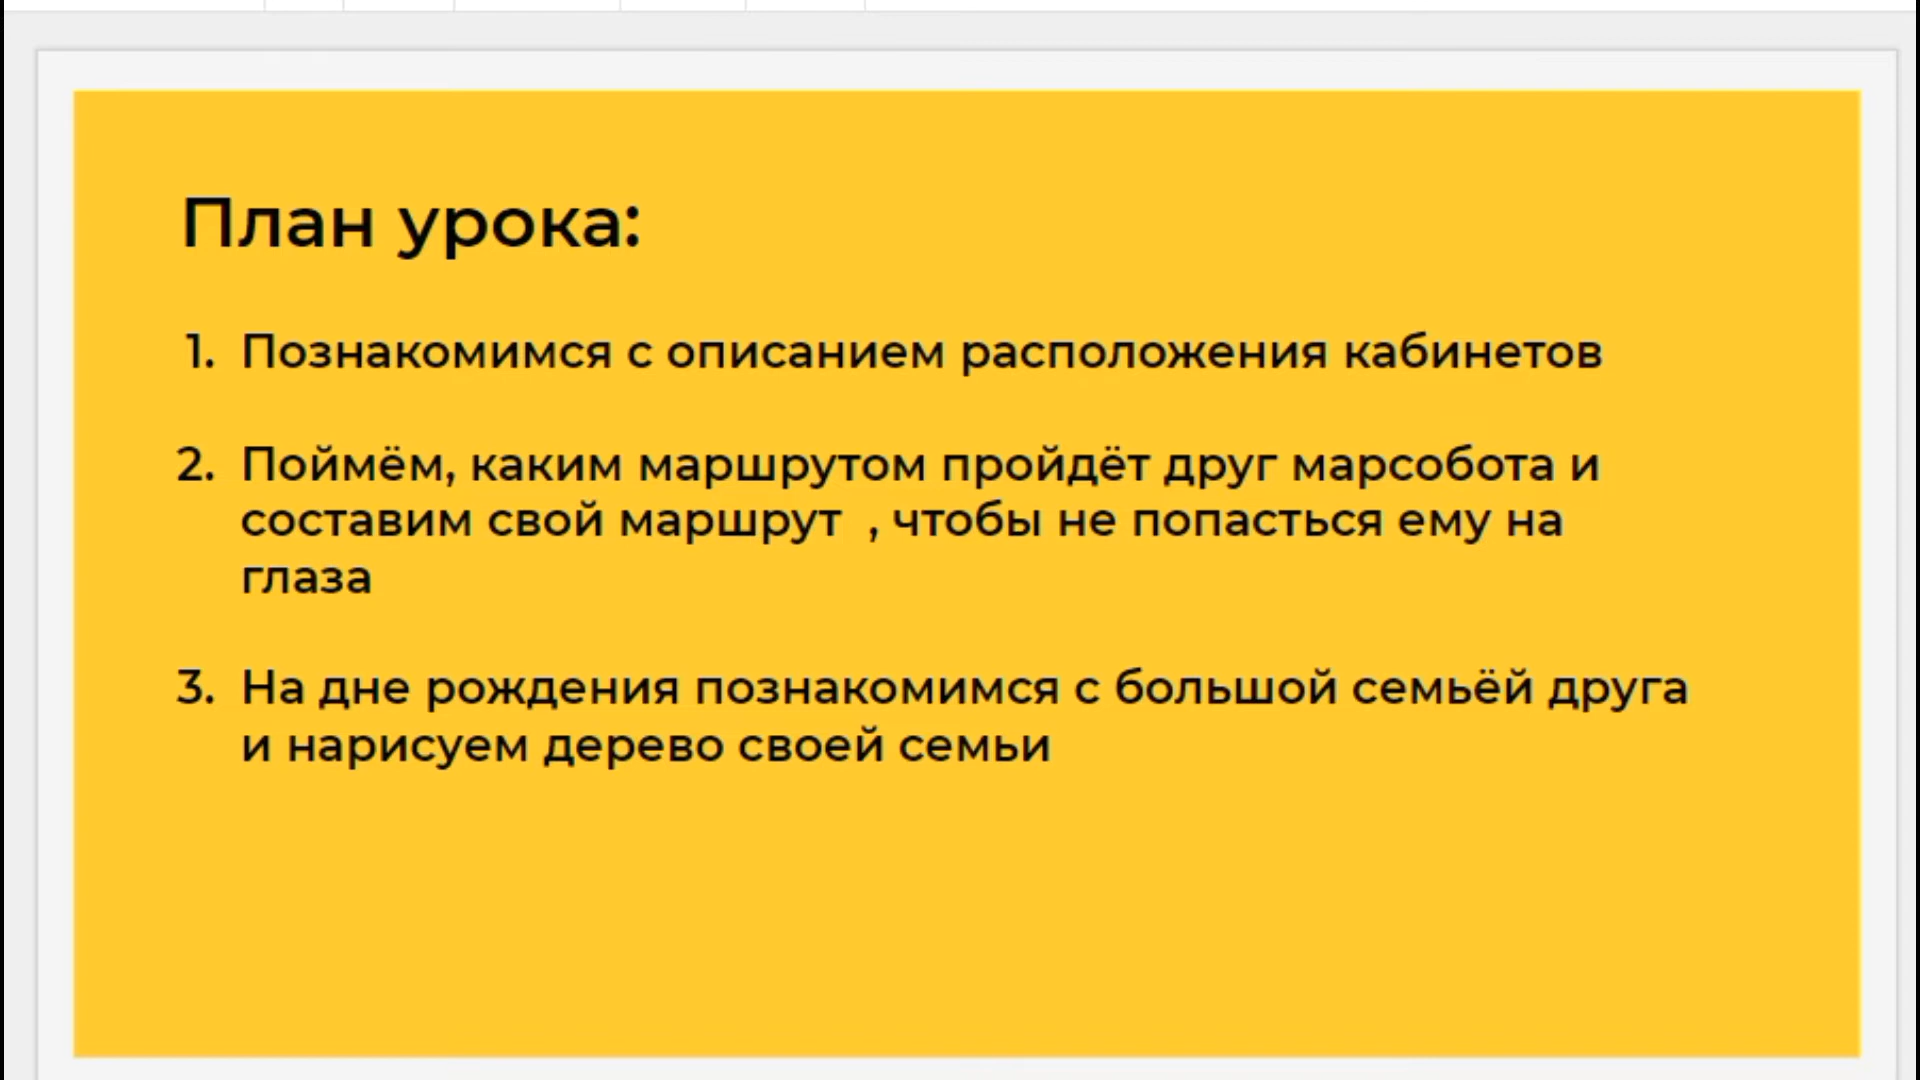 План урока:
1. Познакомимся с описанием расположения кабинетов
2. Поймём, каким маршрутом пройдёт друг марсобота и
составим свой маршрут  , чтобы не попасться ему на
глаза
3. На дне рождения познакомимся с большой семьёй друга
и нарисуем дерево своей семьи